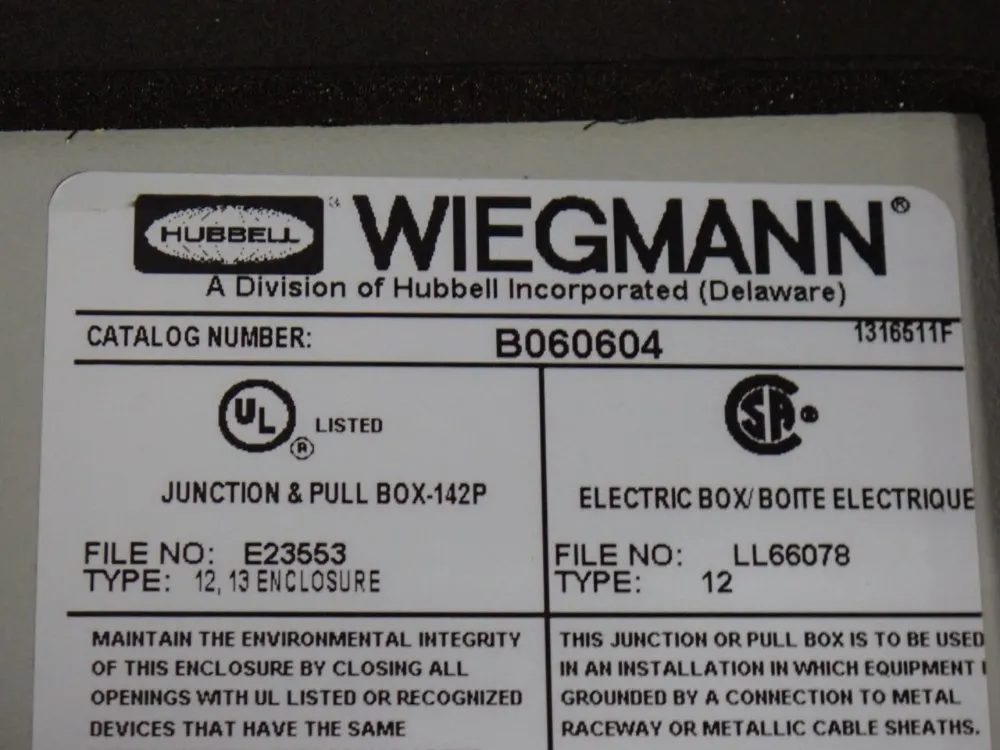 HUBBELL WIEGMANN®
A Division of Hubbell Incorporated (Delaware)
CATALOG NUMBER: B060604 1316511F
UL LISTED
®
JUNCTION & PULL BOX-142P
FILE NO: E23553
TYPE: 12, 13 ENCLOSURE
MAINTAIN THE ENVIRONMENTAL INTEGRITY
OF THIS ENCLOSURE BY CLOSING ALL
OPENINGS WITH UL LISTED OR RECOGNIZED
DEVICES THAT HAVE THE SAME
SA ®
ELECTRIC BOX/ BOITE ELECTRIQUE
FILE NO: LL66078
TYPE: 12
THIS JUNCTION OR PULL BOX IS TO BE USED
IN AN INSTALLATION IN WHICH EQUIPMENT
GROUNDED BY A CONNECTION TO METAL
RACEWAY OR METALLIC CABLE SHEATHS.